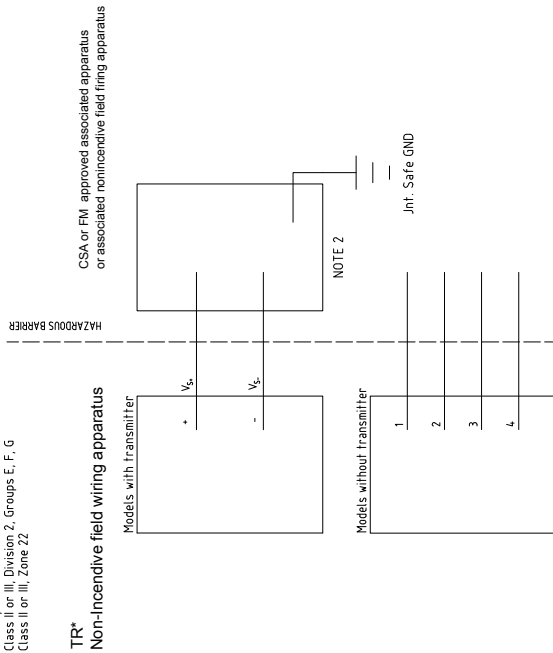 Class II or III, Division 2, Groups E, F, G
Class II or III, Zone 22
TR*
Non-Incendive field wiring apparatus
HAZARDOUS BARRIER
CSA or FM approved associated apparatus
or associated nonincendive field firing apparatus
Models with transmitter
+
VS+
-
VS-
NOTE 2
Jnt. Safe GND
Models without transmitter
1
2
3
4